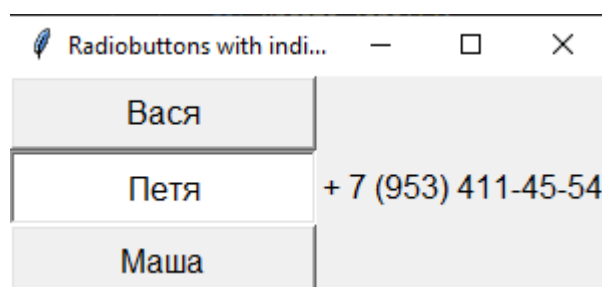 Radiobuttons with indi...
Вася
Петя
+ 7 (953) 411-45-54
Маша